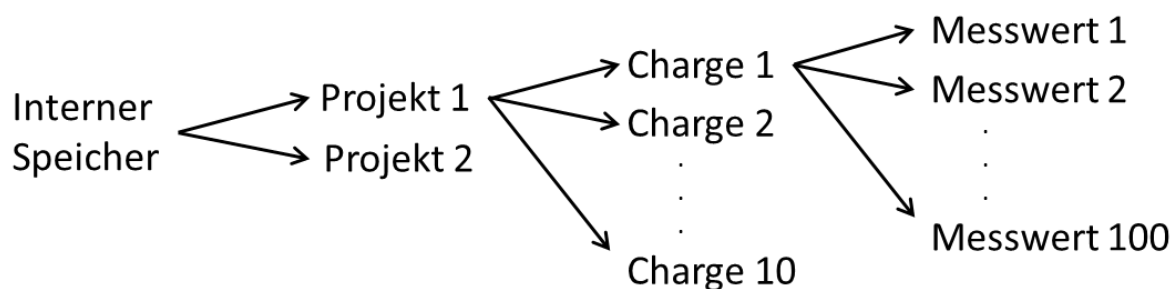 Interner
Speicher
Projekt 1
Projekt 2
Charge 1
Charge 2
.
.
.
Charge 10
Messwert 1
Messwert 2
.
.
.
Messwert 100